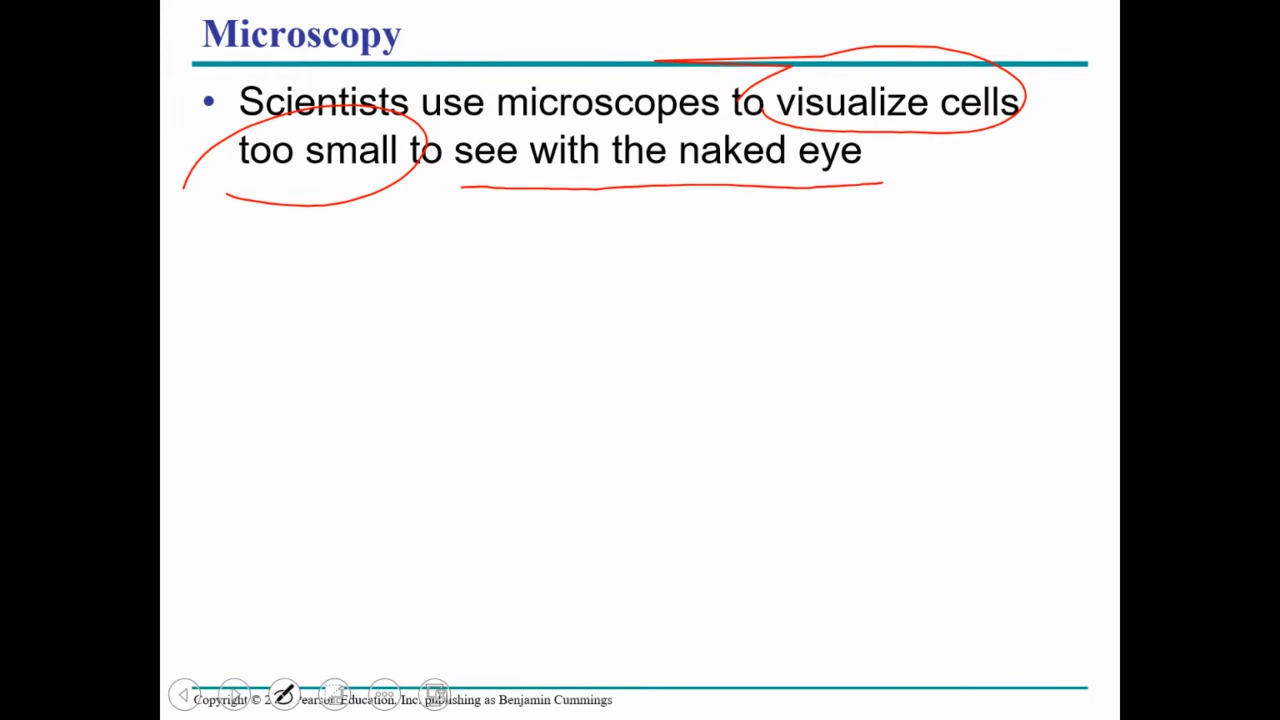 Microscopy
• Scientists use microscopes to visualize cells
too small to see with the naked eye
Copyright © Education, Inc. publishing as Benjamin Cummings